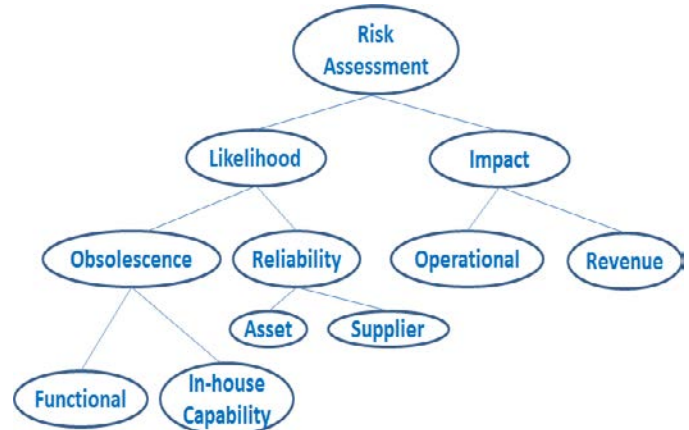 Risk
Assessment
Likelihood
Impact
Obsolescence
Reliability
Operational
Revenue
Asset
Supplier
Functional
In-house
Capability